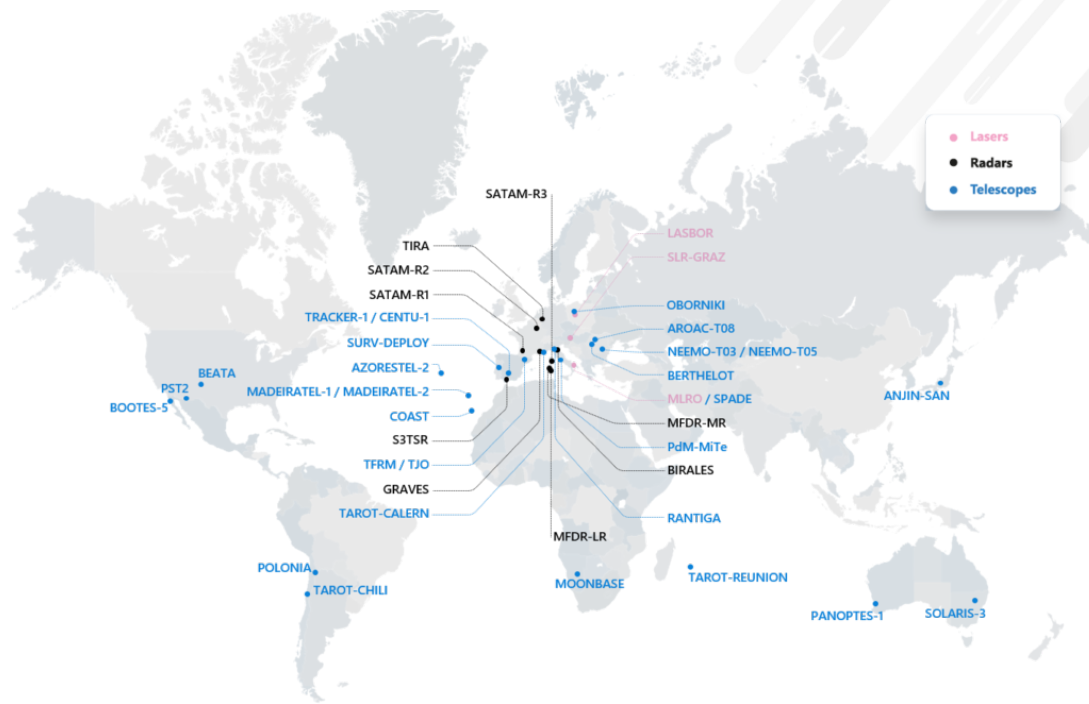 Lasers
Radars
Telescopes
SATAM-R3
TIRA
SATAM-R2
SATAM-R1
TRACKER-1 / CENTU-1
SURV-DEPLOY
AZORESTEL-2
MADEIRATEL-1 / MADEIRATEL-2
COAST
S3TSR
TFRM / TJO
GRAVES
TAROT-CALERN
LASBOR
SLR-GRAZ
OBORNIKI
AROAC-T08
NEEMO-T03 / NEEMO-T05
BERTHELOT
MLRO / SPADE
MFDR-MR
PdM-MiTe
BIRALES
RANTIGA
MFDR-LR
BEATA
PST2
BOOTES-5
ANJIN-SAN
POLONIA
TAROT-CHILI
MOONBASE
TAROT-REUNION
PANOPTES-1
SOLARIS-3